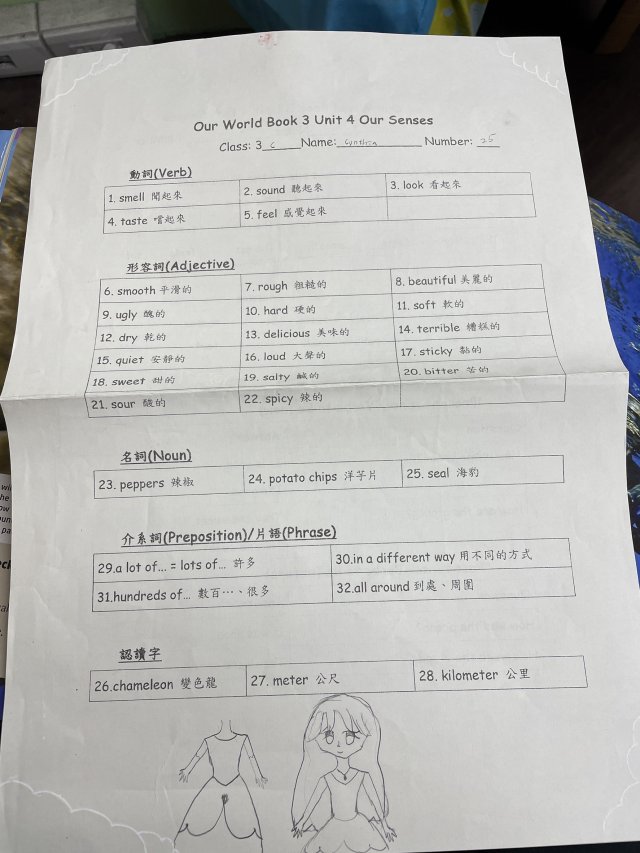 Our World Book 3 Unit 4 Our Senses
Class: 3 6 Name: Cynthia Number: 25
動詞(Verb)
1. smell 聞起來 2. sound 聽起來 3. look 看起來
4. taste 嚐起來 5. feel 感覺起來
形容詞(Adjective)
6. smooth 平滑的 7. rough 粗糙的 8. beautiful 美麗的
9. ugly 醜的 10. hard 硬的 11. soft 軟的
12. dry 乾的 13. delicious 美味的 14. terrible 糟糕的
15. quiet 安靜的 16. loud 大聲的 17. sticky 黏的
18. sweet 甜的 19. salty 鹹的 20. bitter 苦的
21. sour 酸的 22. spicy 辣的
名詞(Noun)
23. peppers 辣椒 24. potato chips 洋芋片 25. seal 海豹
介系詞(Preposition)/片語(Phrase)
29.a lot of... = lots of... 許多 30.in a different way 用不同的方式
31.hundreds of... 數百…、很多 32.all around 到處、周圍
認讀字
26.chameleon 變色龍 27. meter 公尺 28. kilometer 公里